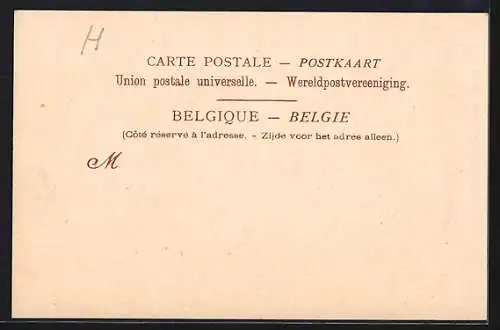 H
CARTE POSTALE — POSTKAART
Union postale universelle. — Wereldpostvereeniging.
BELGIQUE — BELGIE
(Côté réservé à l'adresse. - Zijde voor het adres alleen.)
M